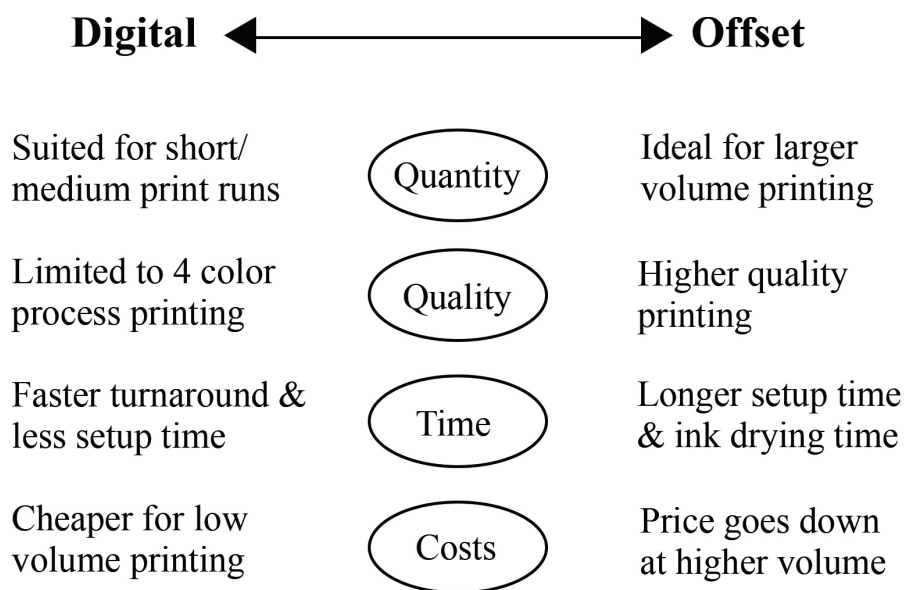 Digital Offset
Suited for short/
medium print runs
Quantity
Ideal for larger
volume printing
Limited to 4 color
process printing
Quality
Higher quality
printing
Faster turnaround &
less setup time
Time
Longer setup time
& ink drying time
Cheaper for low
volume printing
Costs
Price goes down
at higher volume